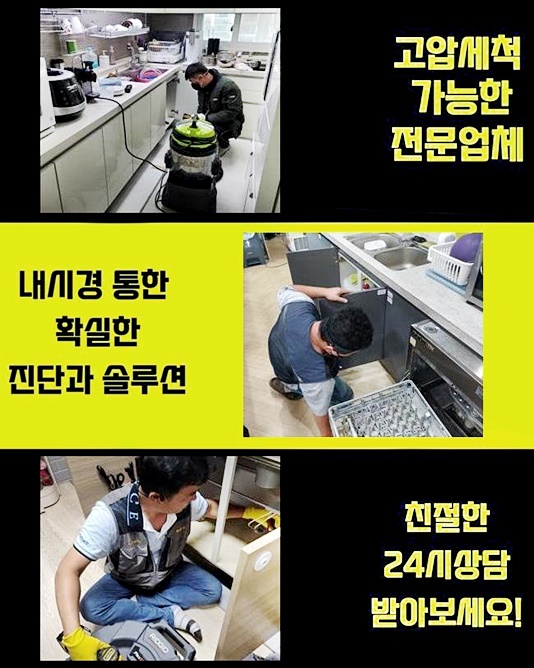 고압세척
가능한
전문업체
내시경 통한
확실한
진단과 솔루션
RIDGID
친절한
24시상담
받아보세요!